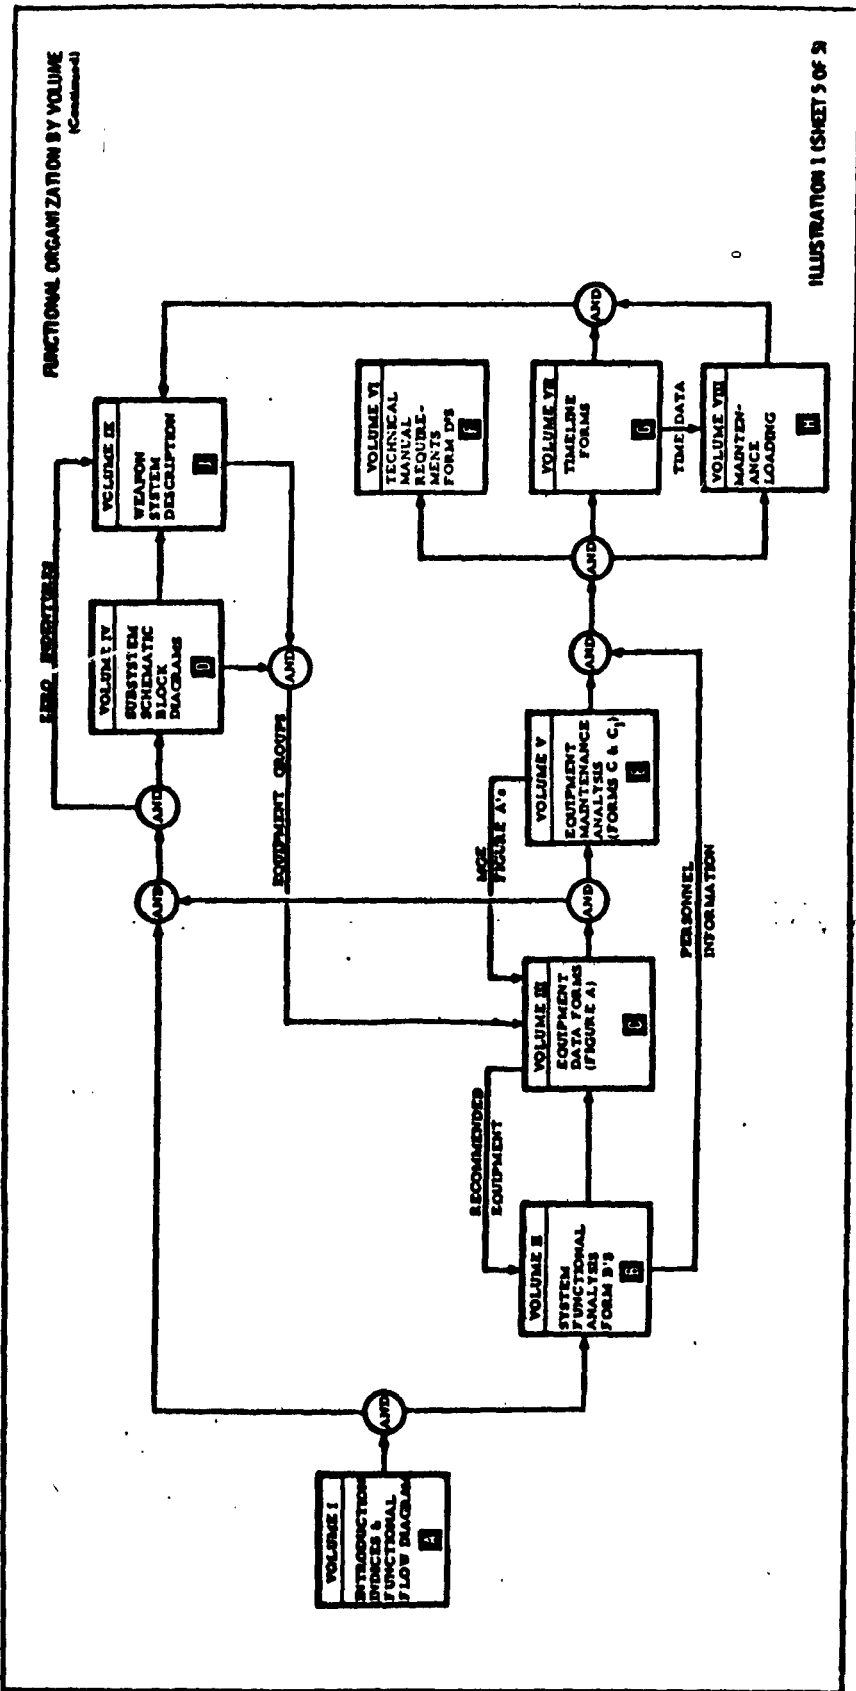 FUNCTIONAL ORGANIZATION BY VOLUME
(Continued)
VOLUME I
INTRODUCTION
INDICES &
FUNCTIONAL
FLOW DIAGRAM
A
AND
VOLUME II
SYSTEM
FUNCTIONAL
ANALYSIS
FORM B'S
B
RECOMMENDED
EQUIPMENT
VOLUME III
EQUIPMENT
DATA FORMS
(FIGURE A)
C
PERSONNEL
INFORMATION
AND
AND
MGE
FIGURE A's
EQUIPMENT GROUPS
VOLUME V
EQUIPMENT
MAINTENANCE
ANALYSIS
(FORMS C & C1)
E
AND
ZERO INDENTURES
VOLUME IV
SUBSYSTEM
SCHEMATIC
BLOCK
DIAGRAMS
D
AND
AND
AND
VOLUME IX
WEAPON
SYSTEM
DESCRIPTION
VOLUME VI
TECHNICAL
MANUAL
REQUIRE-
MENTS
FORM D'S
F
VOLUME VII
TIMELINE
FORMS
G
TIME DATA
VOLUME VIII
MAINTEN-
ANCE
LOADING
H
AND
ILLUSTRATION 1 (SHEET 5 OF 5)